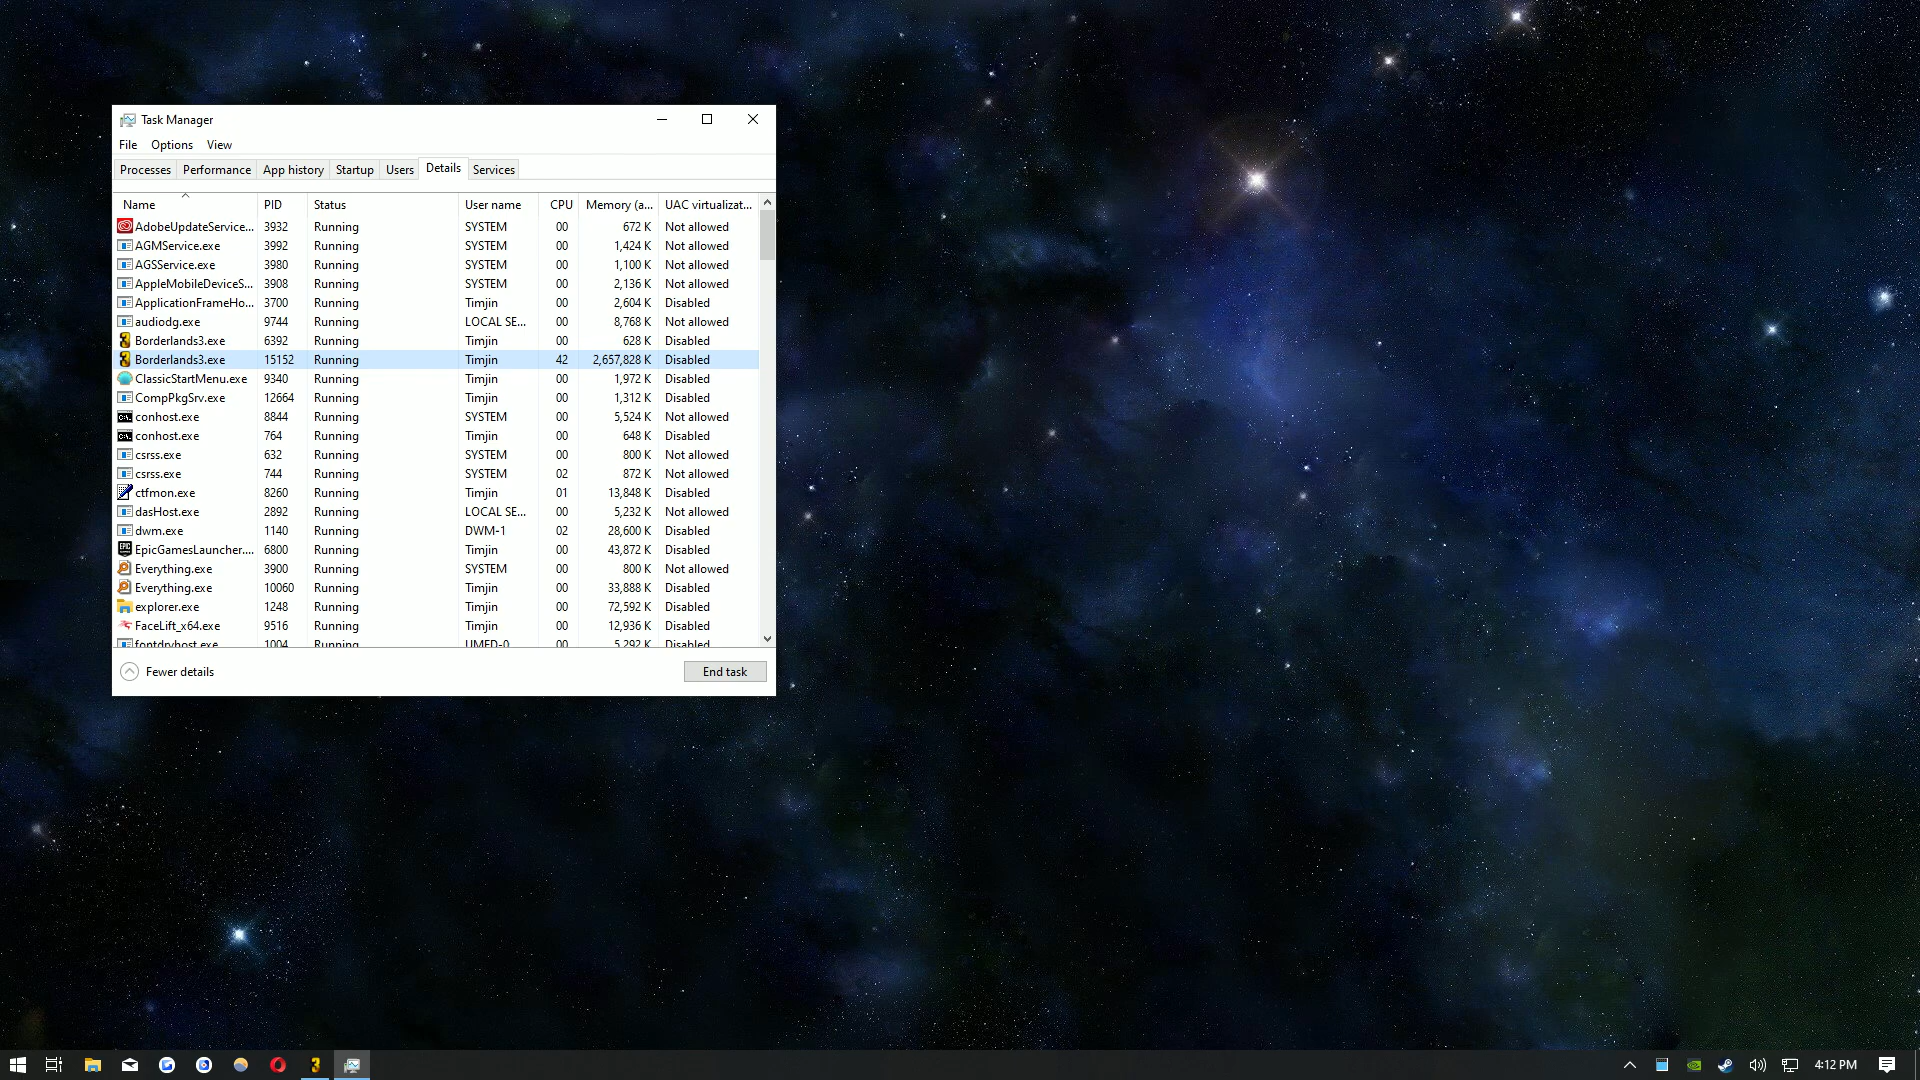 Task Manager
File Options View
Processes Performance App history Startup Users Details Services
Name PID Status User name CPU Memory (a... UAC virtualizat...
AdobeUpdateService... 3932 Running SYSTEM 00 672 K Not allowed
AGMService.exe 3992 Running SYSTEM 00 1,424 K Not allowed
AGSService.exe 3980 Running SYSTEM 00 1,100 K Not allowed
AppleMobileDeviceS... 3908 Running SYSTEM 00 2,136 K Not allowed
ApplicationFrameHo... 3700 Running Timjin 00 2,604 K Disabled
audiodg.exe 9744 Running LOCAL SE... 00 8,768 K Not allowed
Borderlands3.exe 6392 Running Timjin 00 628 K Disabled
Borderlands3.exe 15152 Running Timjin 42 2,657,828 K Disabled
ClassicStartMenu.exe 9340 Running Timjin 00 1,972 K Disabled
CompPkgSrv.exe 12664 Running Timjin 00 1,312 K Disabled
conhost.exe 8844 Running SYSTEM 00 5,524 K Not allowed
conhost.exe 764 Running Timjin 00 648 K Disabled
csrss.exe 632 Running SYSTEM 00 800 K Not allowed
csrss.exe 744 Running SYSTEM 02 872 K Not allowed
ctfmon.exe 8260 Running Timjin 01 13,848 K Disabled
dasHost.exe 2892 Running LOCAL SE... 00 5,232 K Not allowed
dwm.exe 1140 Running DWM-1 02 28,600 K Disabled
EpicGamesLauncher.... 6800 Running Timjin 00 43,872 K Disabled
Everything.exe 3900 Running SYSTEM 00 800 K Not allowed
Everything.exe 10060 Running Timjin 00 33,888 K Disabled
explorer.exe 1248 Running Timjin 00 72,592 K Disabled
FaceLift_x64.exe 9516 Running Timjin 00 12,936 K Disabled
fontdrvhost.exe 1004 Running UMFD-0 00 5,292 K Disabled
Fewer details End task
4:12 PM